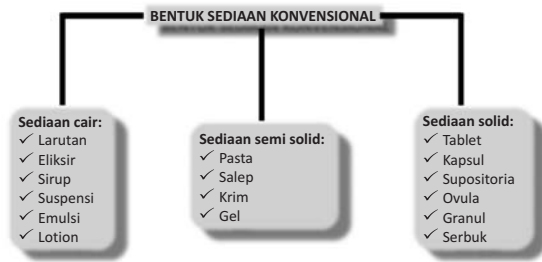 BENTUK SEDIAAN KONVENSIONAL
Sediaan cair:
✓ Larutan
✓ Eliksir
✓ Sirup
✓ Suspensi
✓ Emulsi
✓ Lotion
Sediaan semi solid:
✓ Pasta
✓ Salep
✓ Krim
✓ Gel
Sediaan solid:
✓ Tablet
✓ Kapsul
✓ Supositoria
✓ Ovula
✓ Granul
✓ Serbuk